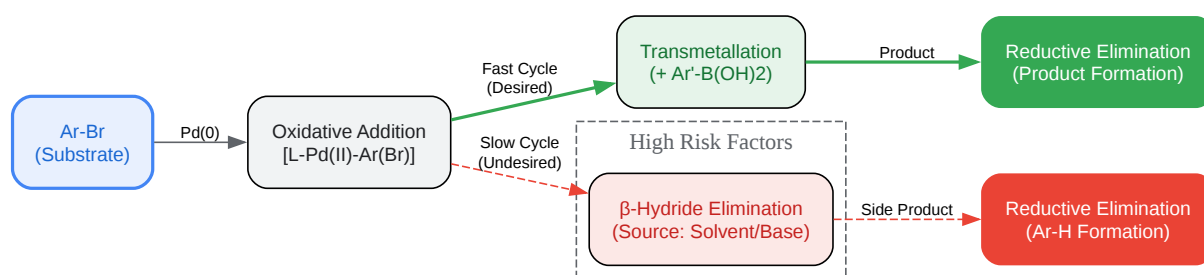 Ar-Br
(Substrate)
Pd(0)
Oxidative Addition
[L-Pd(II)-Ar(Br)]
Fast Cycle
(Desired)
Transmetallation
(+ Ar'-B(OH)2)
Product
Reductive Elimination
(Product Formation)
Slow Cycle
(Undesired)
High Risk Factors
β-Hydride Elimination
(Source: Solvent/Base)
Side Product
Reductive Elimination
(Ar-H Formation)